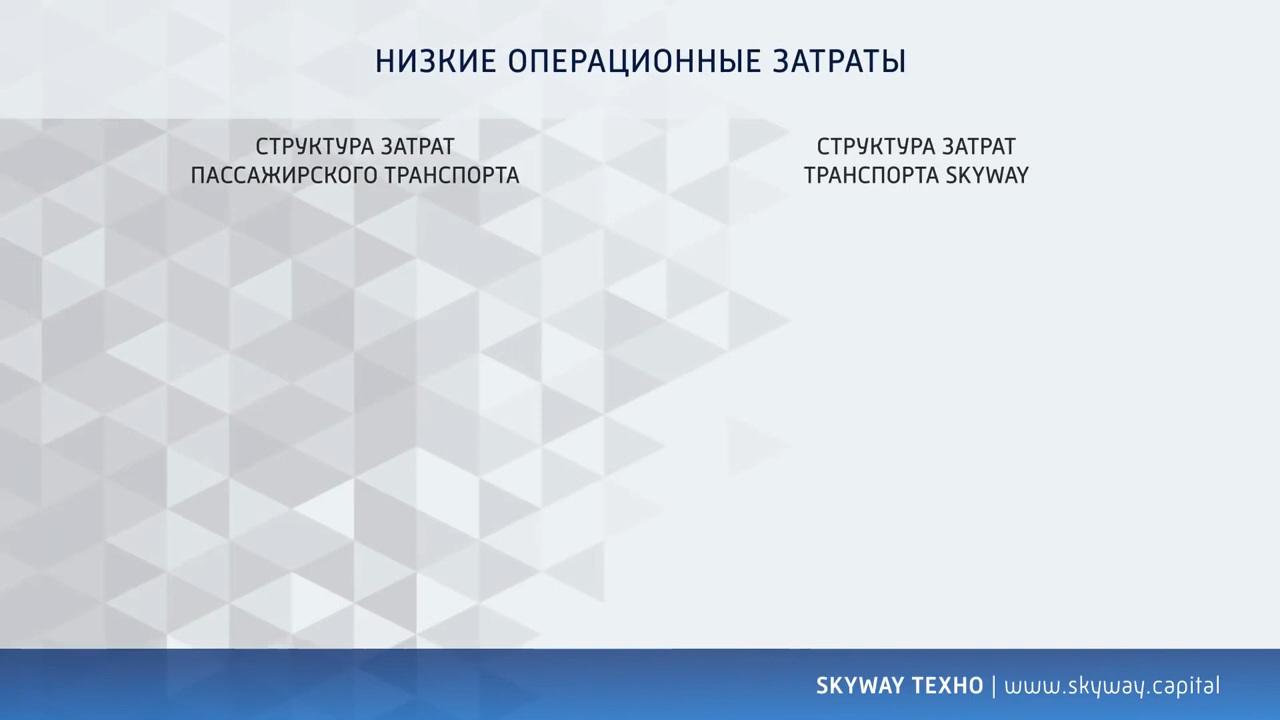 НИЗКИЕ ОПЕРАЦИОННЫЕ ЗАТРАТЫ
СТРУКТУРА ЗАТРАТ
ПАССАЖИРСКОГО ТРАНСПОРТА
СТРУКТУРА ЗАТРАТ
ТРАНСПОРТА SKYWAY
SKYWAY ТЕХНО | www.skyway.capital